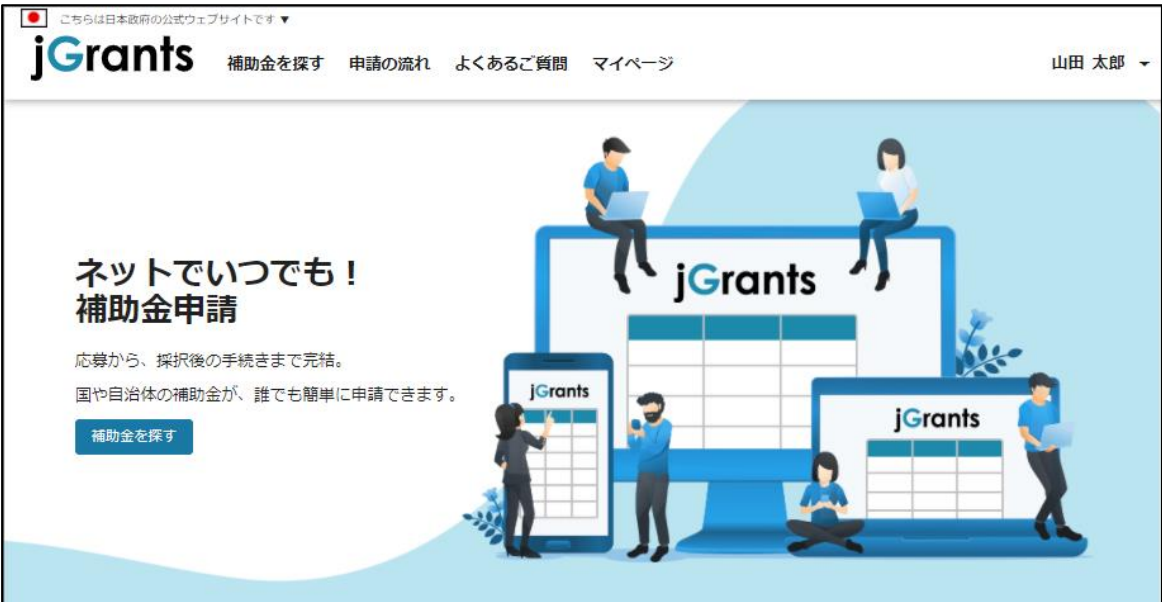 こちらは日本政府の公式ウェブサイトです ▼
jGrants 補助金を探す 申請の流れ よくあるご質問 マイページ 山田 太郎
ネットでいつでも！
補助金申請
応募から、採択後の手続きまで完結。
国や自治体の補助金が、誰でも簡単に申請できます。
補助金を探す
jGrants
jGrants
jGrants